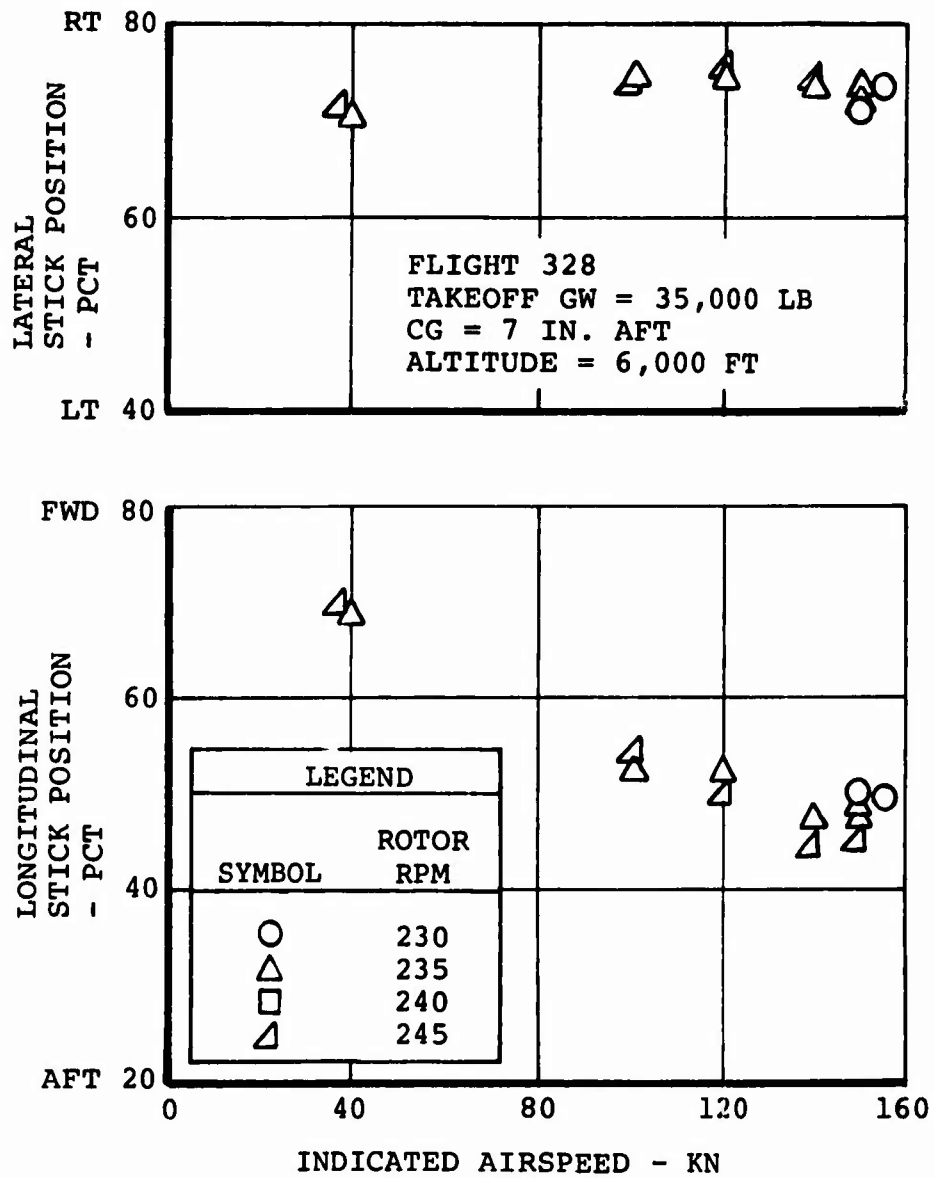 RT 80
LATERAL
STICK POSITION
- PCT
60
FLIGHT 328
TAKEOFF GW = 35,000 LB
CG = 7 IN. AFT
ALTITUDE = 6,000 FT
LT 40
FWD 80
LONGITUDINAL
STICK POSITION
- PCT
60
40
LEGEND
SYMBOL ROTOR RPM
230
235
240
245
AFT 20
0 40 80 120 160
INDICATED AIRSPEED - KN